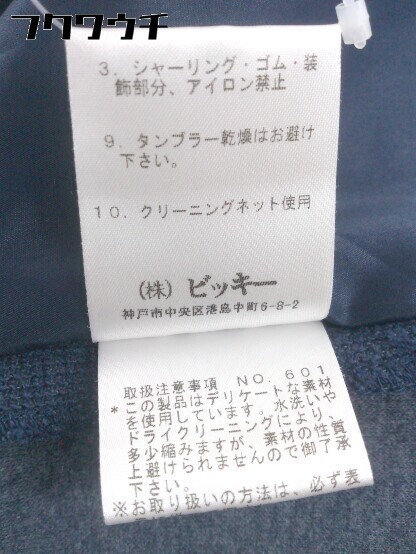 フクワウチ
3. シャーリング・ゴム・装
飾部分、アイロン禁止
9. タンブラー乾燥はお避け
下さい。
10. クリーニングネット使用
(株) ビッキー
神戸市中央区港島中町6-8-2
取扱注意事項 NO. 601
*この製品はデリケートな素材
を使用しています。水洗いや
ドライクリーニングにより、
多少縮みますが、素材の性質
上避けられませんので御了承
下さい。
※お取り扱いの方法は、必ず表